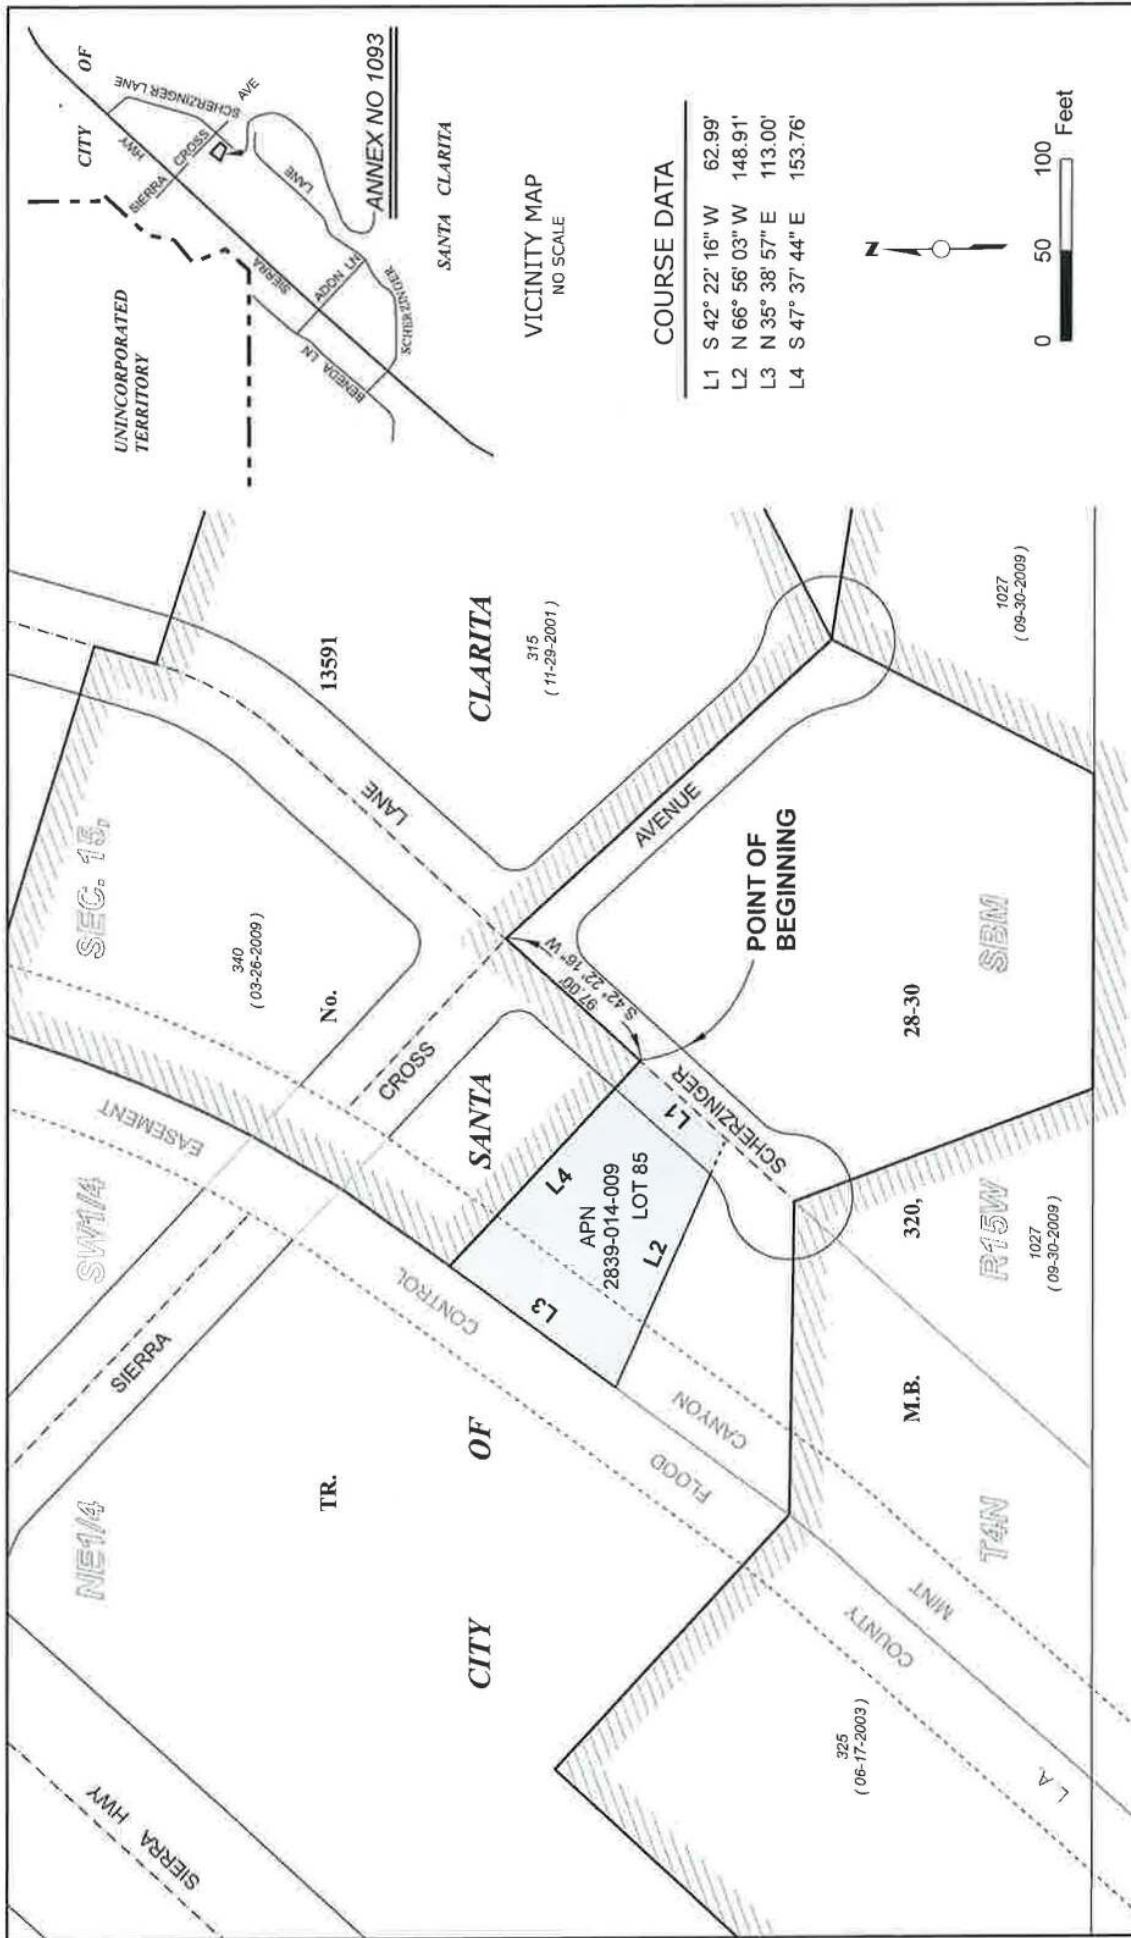 SIERRA HWY
NE1/4
SW1/4
SEC. 15,
SIERRA
EASEMENT
340
( 03-26-2009 )
TR.
No.
13591
CROSS
LANE
CITY
OF
SANTA
CLARITA
315
( 11-29-2001 )
CONTROL
FLOOD
CANYON
COUNTY
MINT
L. A.
L4
L3
APN
2839-014-009
LOT 85
L2
L1
97.00'
S 42° 22' 16" W
SCHERZINGER
AVENUE
POINT OF
BEGINNING
325
( 06-17-2003 )
M.B.
320,
28-30
T4N
R15W
SBM
1027
( 09-30-2009 )
1027
( 09-30-2009 )
UNINCORPORATED
TERRITORY
CITY
OF
HWY
SIERRA
CROSS
AVE
SCHERZINGER LANE
SIERRA
LANE
ADON LN
BENEDA LN
SCHERZINGER
ANNEX NO 1093
SANTA CLARITA
VICINITY MAP
NO SCALE
COURSE DATA
L1 S 42° 22' 16" W 62.99'
L2 N 66° 56' 03" W 148.91'
L3 N 35° 38' 57" E 113.00'
L4 S 47° 37' 44" E 153.76'
N
0 50 100
Feet